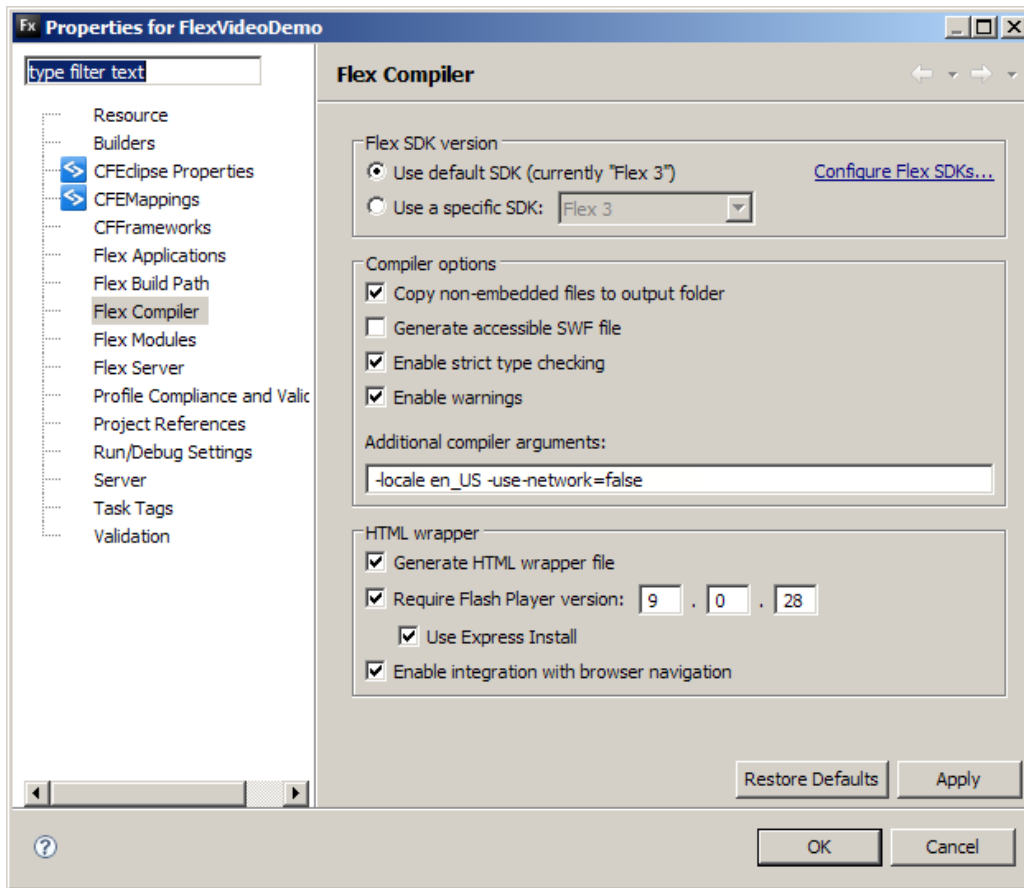 Fx Properties for FlexVideoDemo
type filter text
Resource
Builders
CFEclipse Properties
CFEMappings
CFFrameworks
Flex Applications
Flex Build Path
Flex Compiler
Flex Modules
Flex Server
Profile Compliance and Valic
Project References
Run/Debug Settings
Server
Task Tags
Validation
Flex Compiler
Flex SDK version
Use default SDK (currently "Flex 3") Configure Flex SDKs...
Use a specific SDK: Flex 3
Compiler options
Copy non-embedded files to output folder
Generate accessible SWF file
Enable strict type checking
Enable warnings
Additional compiler arguments:
-locale en_US -use-network=false
HTML wrapper
Generate HTML wrapper file
Require Flash Player version: 9 . 0 . 28
Use Express Install
Enable integration with browser navigation
Restore Defaults Apply
? OK Cancel